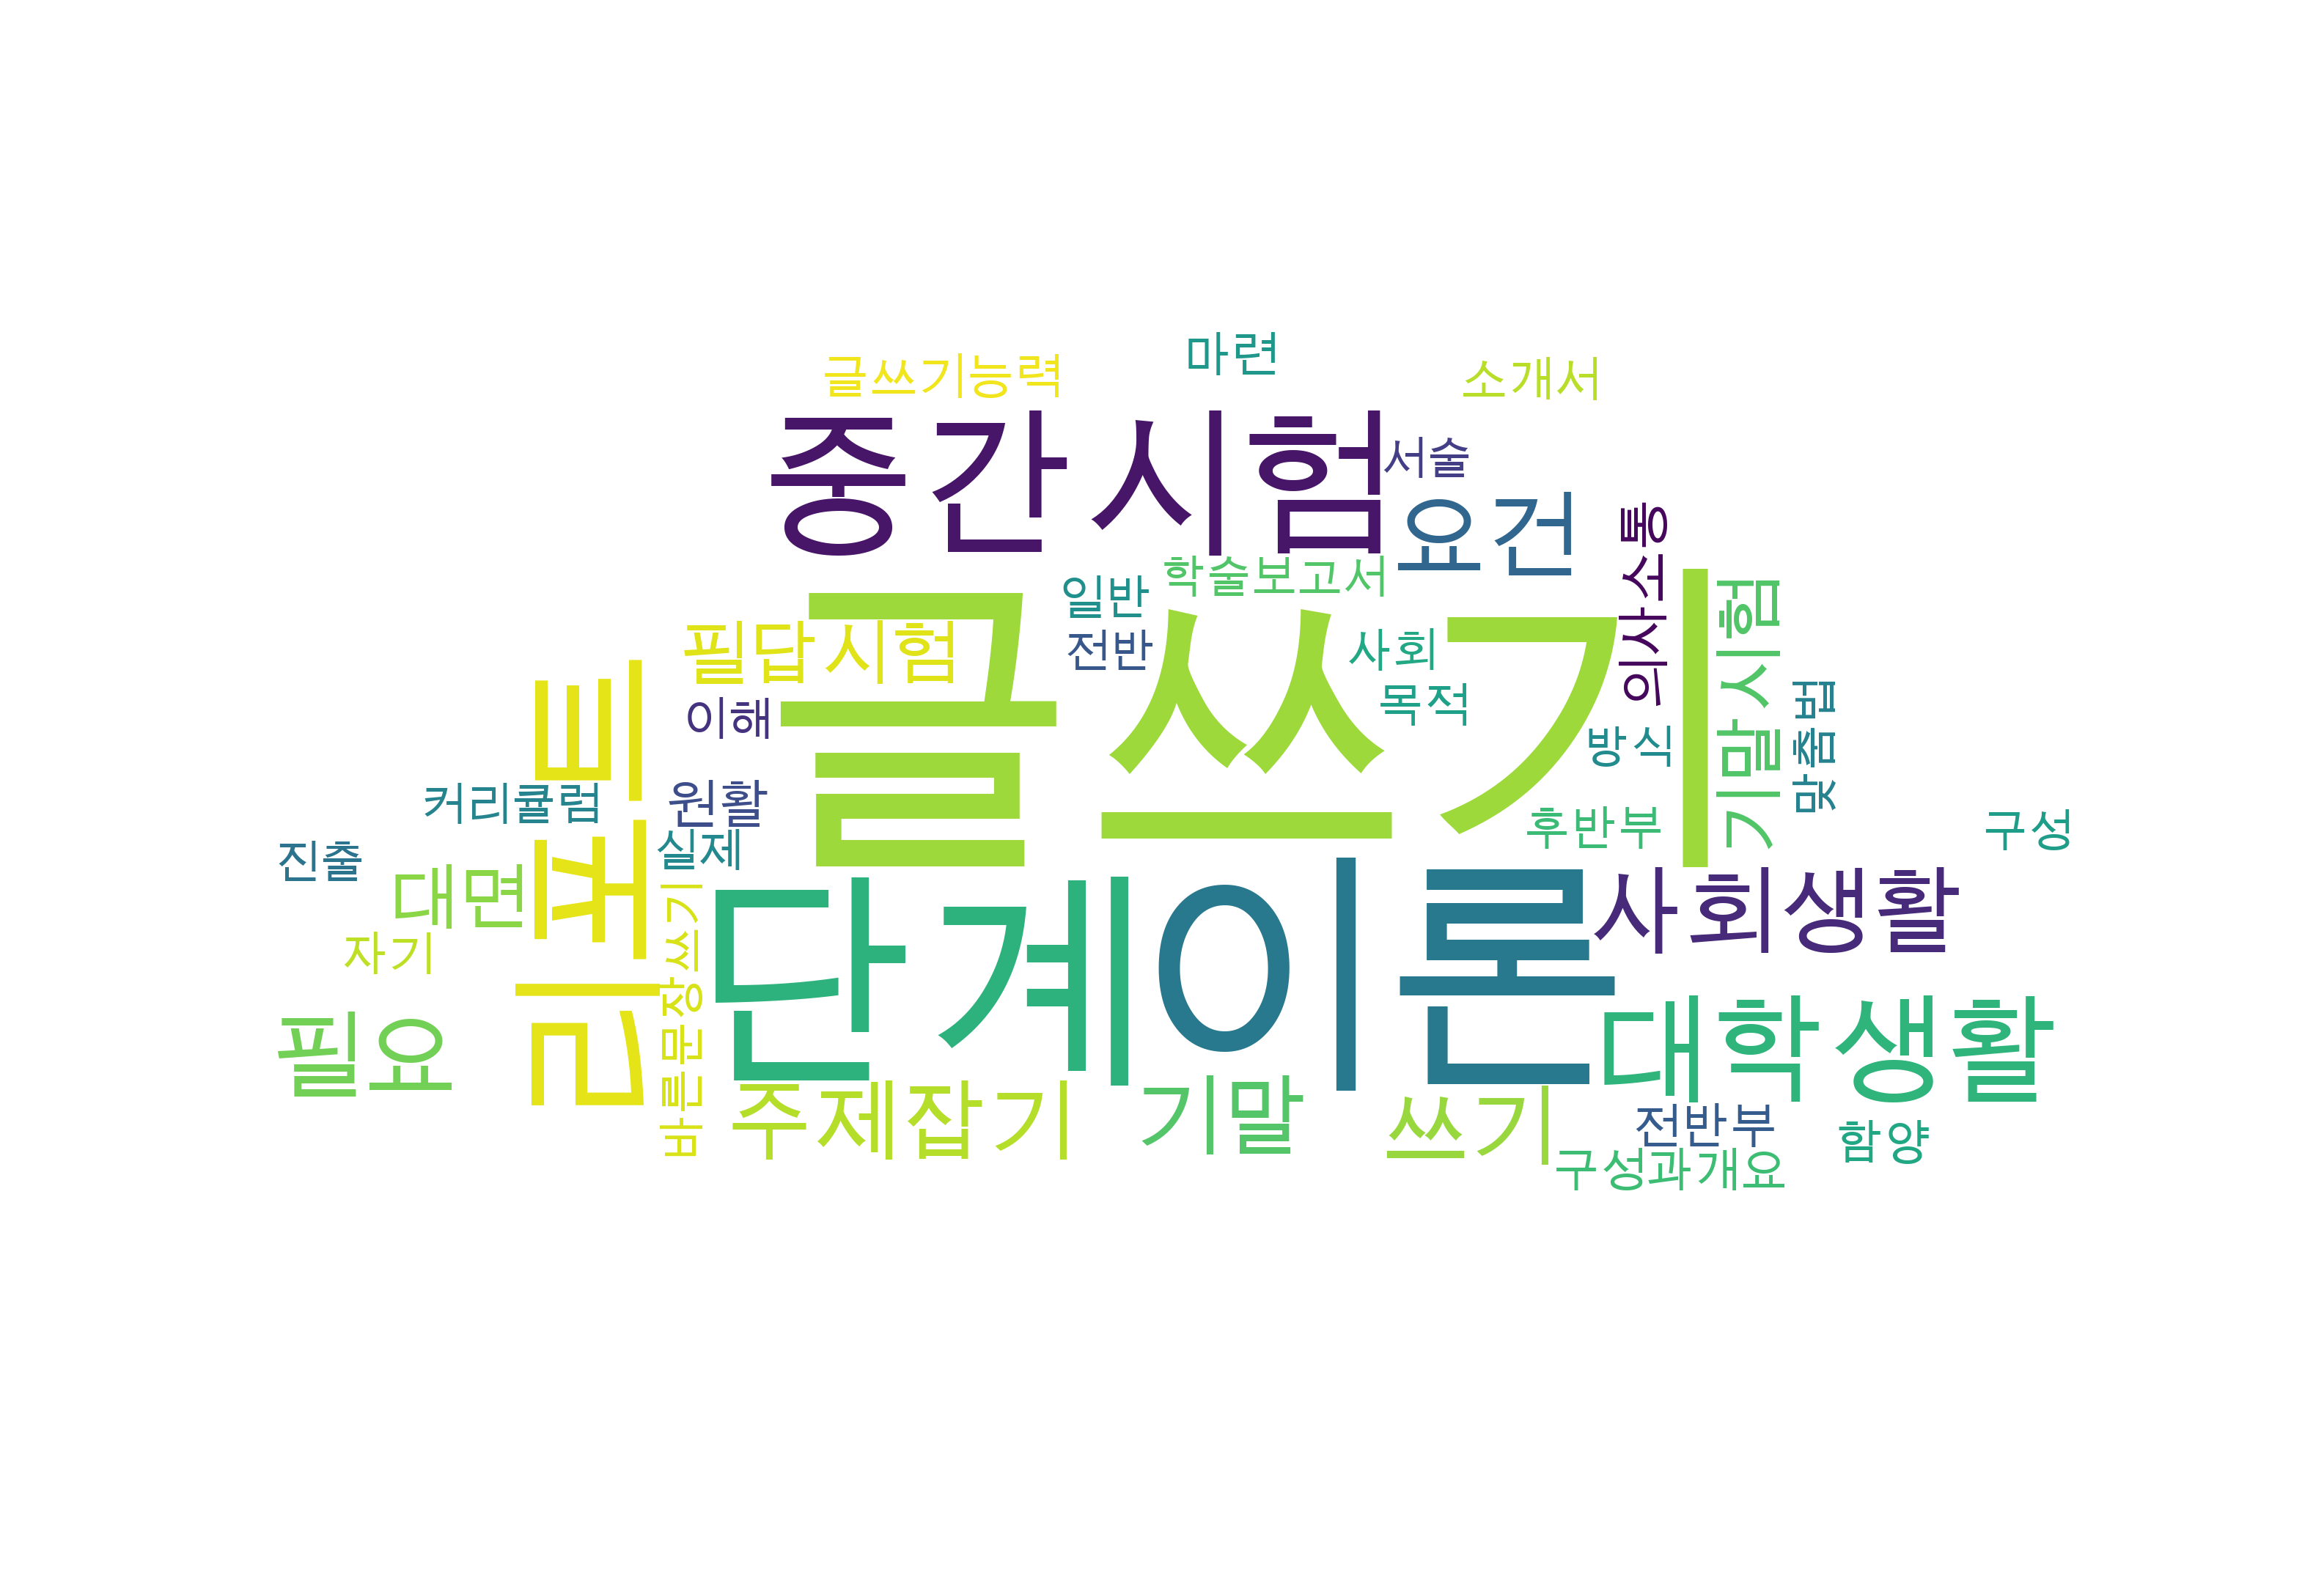 마련
글쓰기능력
소개서
중간시험
서술
요건
의사소통
학술보고서
일반
전반
필답시험
글쓰기
사회
목적
기말시험
맞춤법
이해
방식
리포트
커리큘럼
원활
실제
후반부
구성
진출
대면
자기
단계
이론
사회생활
바른문장쓰기
필요
대학생활
주제잡기
기말
쓰기
전반부
함양
구성과개요